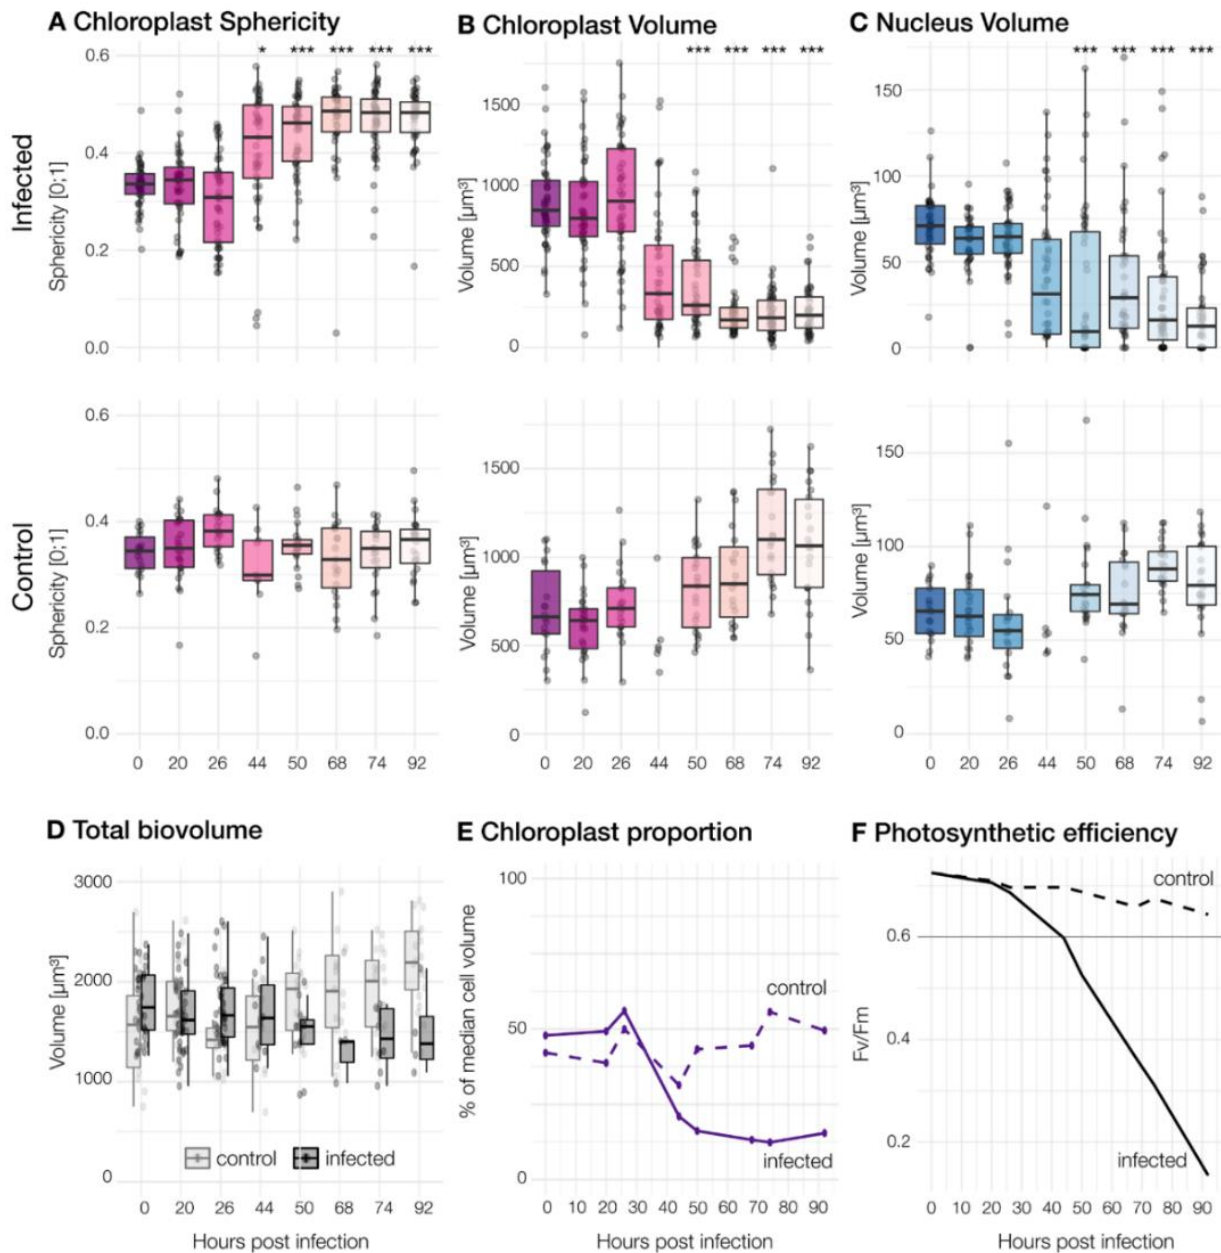 A Chloroplast Sphericity
B Chloroplast Volume
C Nucleus Volume
Infected
Sphericity [0;1]
0.6
0.4
0.2
0.0
* *** *** *** ***
Volume [µm³]
1500
1000
500
0
*** *** *** ***
Volume [µm³]
150
100
50
0
*** *** *** ***
Control
Sphericity [0;1]
0.6
0.4
0.2
0.0
0 20 26 44 50 68 74 92
Volume [µm³]
1500
1000
500
0
0 20 26 44 50 68 74 92
Volume [µm³]
150
100
50
0
0 20 26 44 50 68 74 92
D Total biovolume
Volume [µm³]
3000
2000
1000
0
control infected
0 20 26 44 50 68 74 92
Hours post infection
E Chloroplast proportion
% of median cell volume
100
50
0
control
infected
0 10 20 30 40 50 60 70 80 90
Hours post infection
F Photosynthetic efficiency
Fv/Fm
0.6
0.4
0.2
control
infected
0 10 20 30 40 50 60 70 80 90
Hours post infection